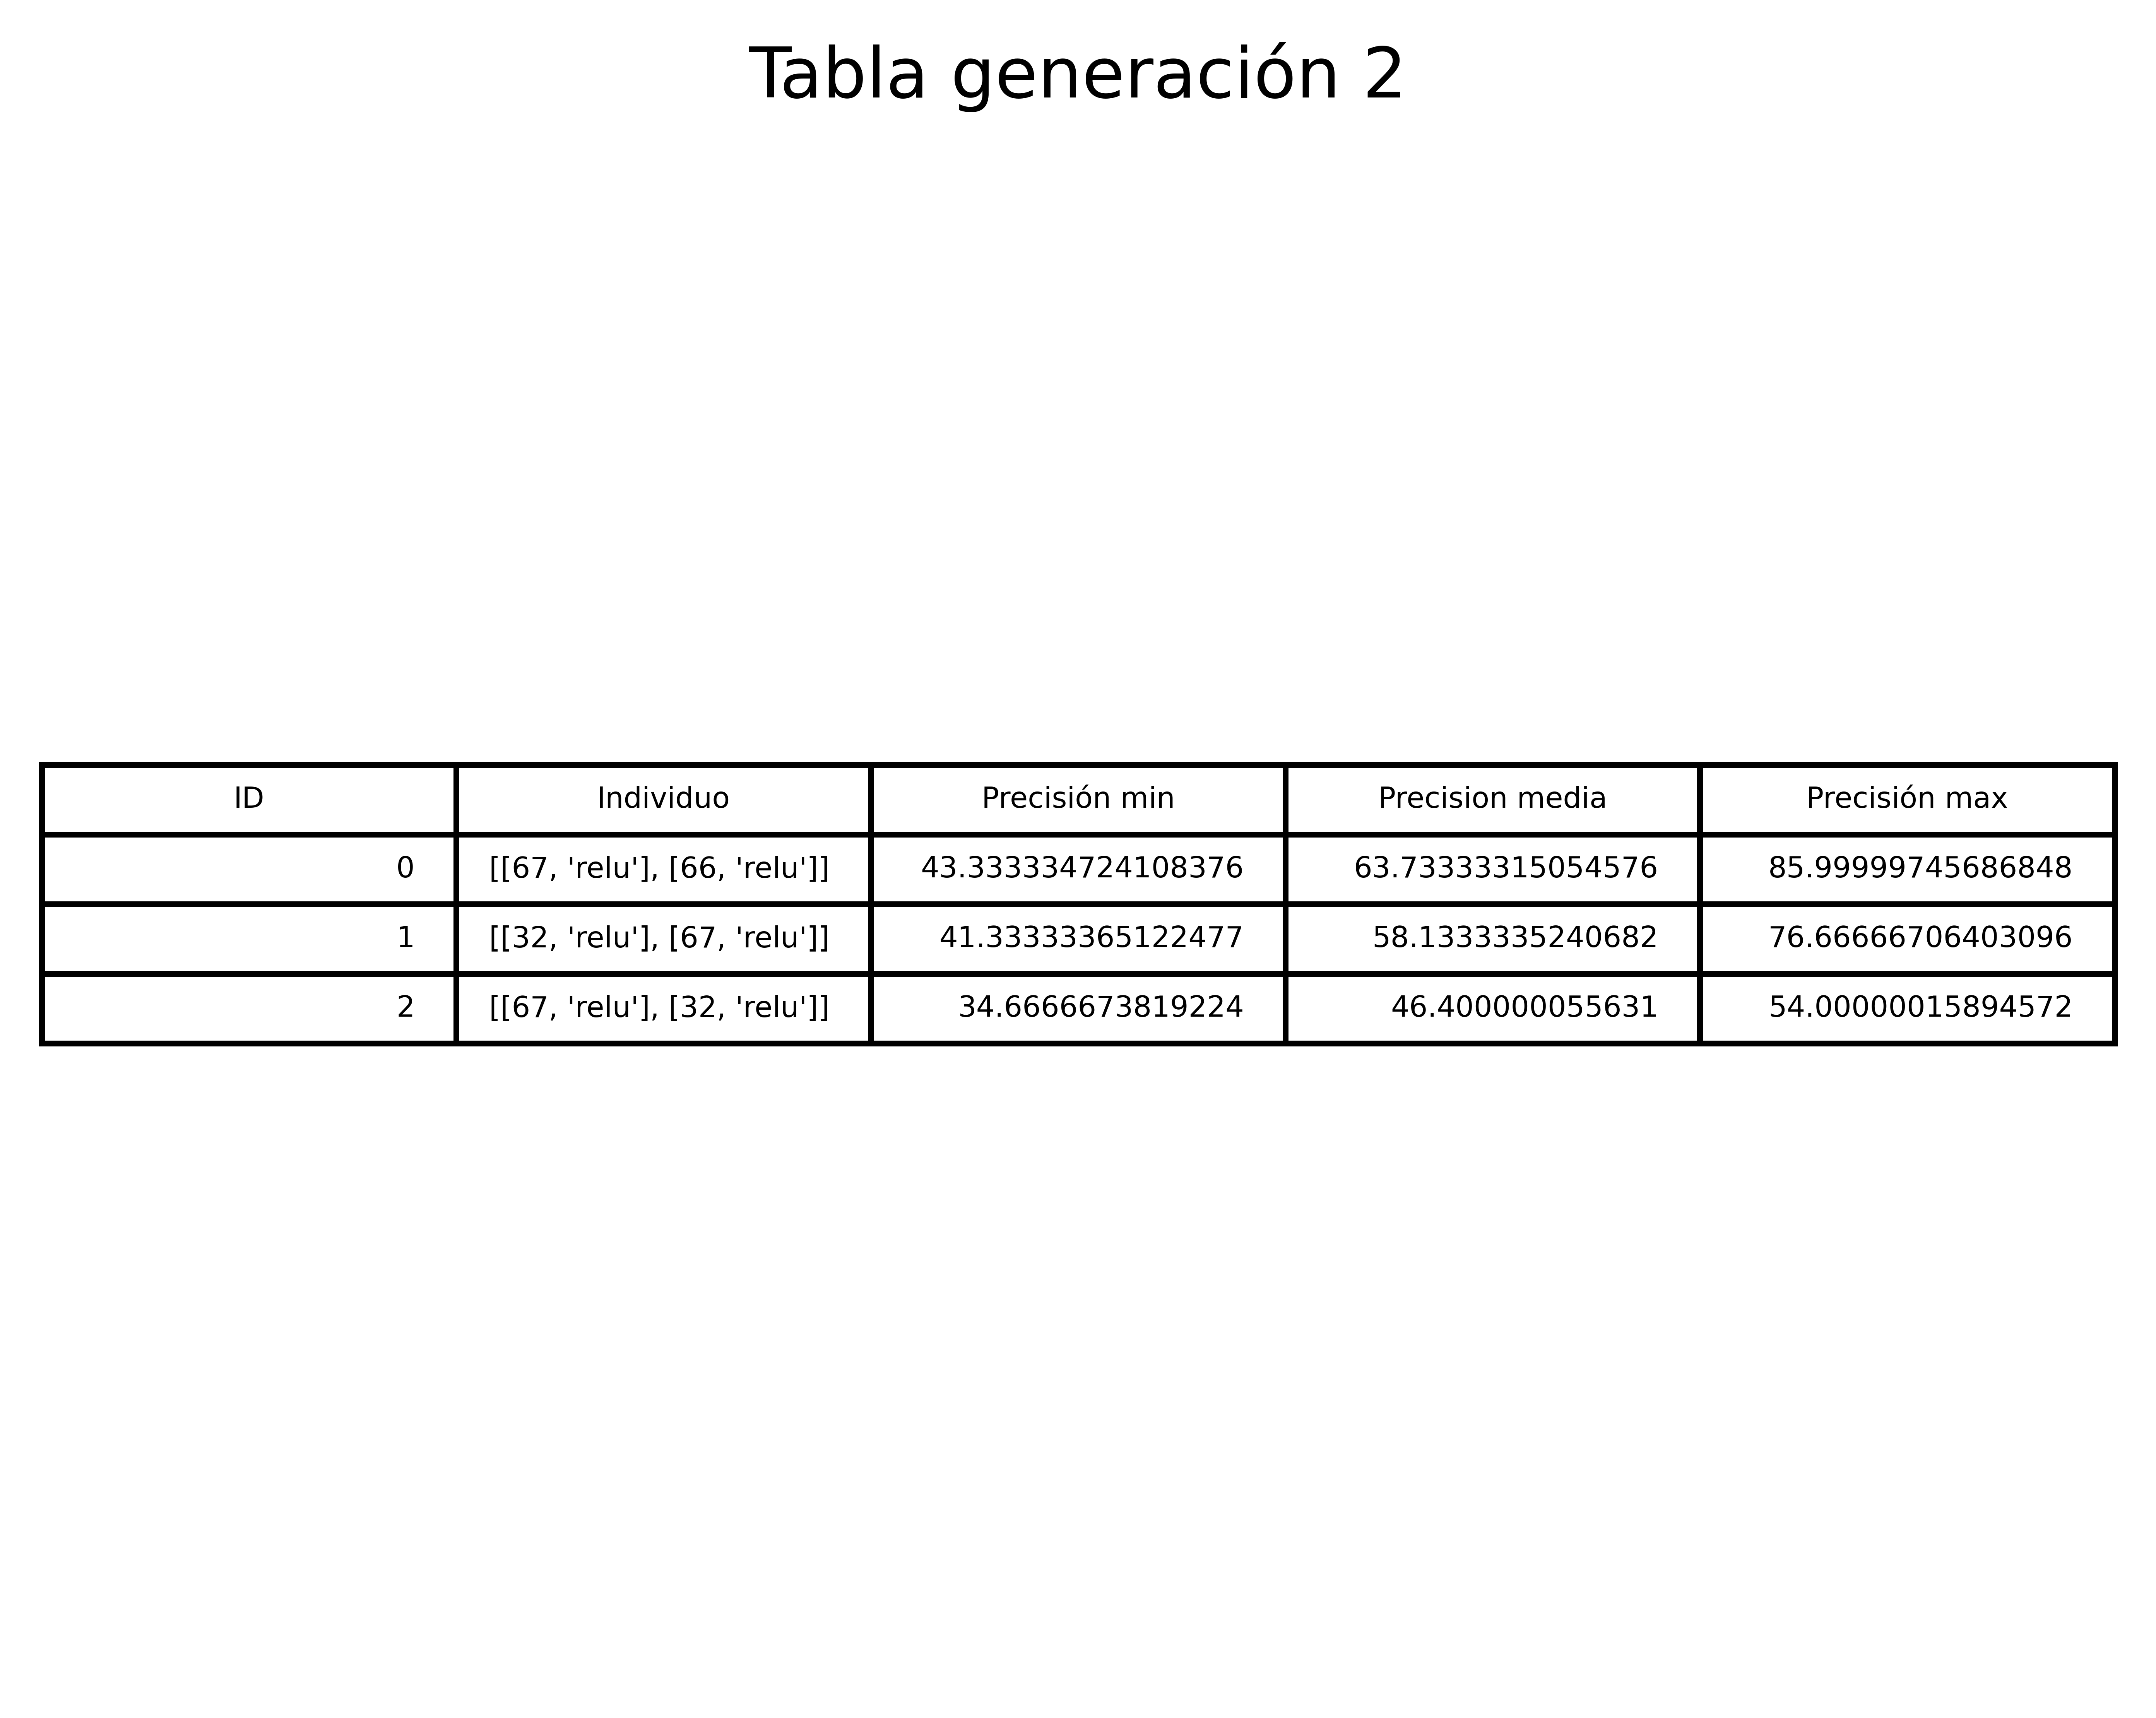 Tabla generación 2
ID Individuo Precisión min Precision media Precisión max
0 [[67, 'relu'], [66, 'relu']] 43.333334724108376 63.73333315054576 85.99999745686848
1 [[32, 'relu'], [67, 'relu']] 41.33333365122477 58.1333335240682 76.66666706403096
2 [[67, 'relu'], [32, 'relu']] 34.6666673819224 46.400000055631 54.00000015894572